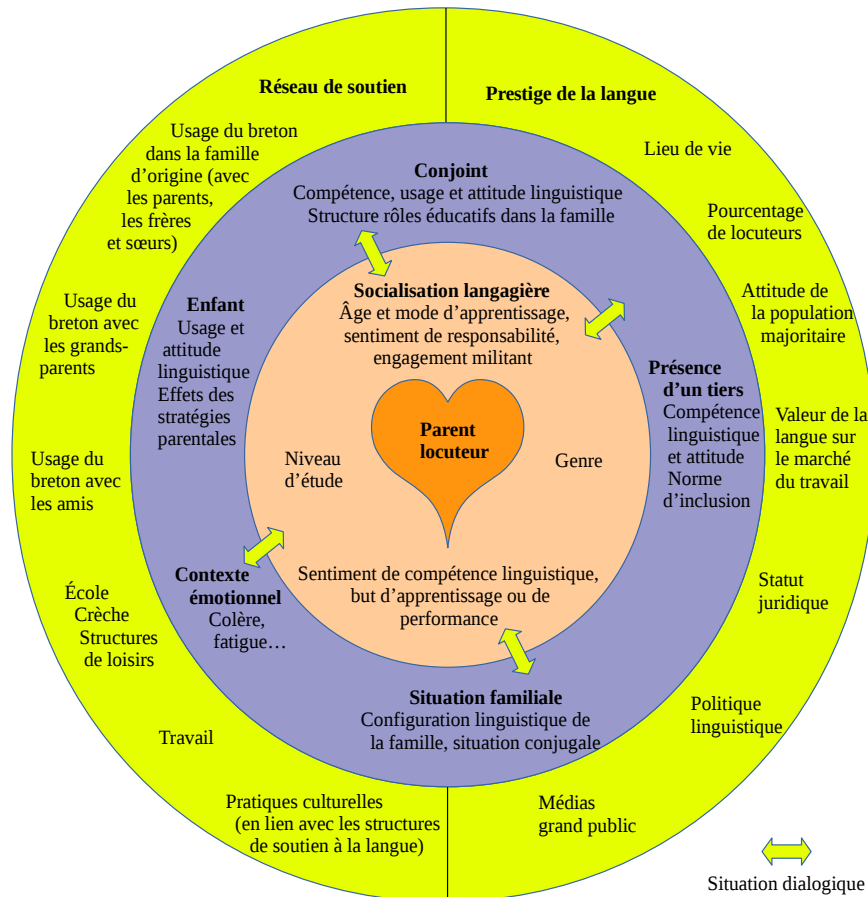 Réseau de soutien
Usage du breton
dans la famille
d’origine (avec
les parents,
les frères
et sœurs)
Usage du
breton avec
les grands-
parents
Usage du
breton avec
les amis
École
Crèche
Structures
de loisirs
Travail
Pratiques culturelles
(en lien avec les structures
de soutien à la langue)
Prestige de la langue
Lieu de vie
Pourcentage
de locuteurs
Attitude de
la population
majoritaire
Valeur de la
langue sur
le marché
du travail
Statut
juridique
Politique
linguistique
Médias
grand public
Conjoint
Compétence, usage et attitude linguistique
Structure rôles éducatifs dans la famille
Enfant
Usage et
attitude
linguistique
Effets des
stratégies
parentales
Présence
d’un tiers
Compétence
linguistique
et attitude
Norme
d’inclusion
Contexte
émotionnel
Colère,
fatigue…
Situation familiale
Configuration linguistique de
la famille, situation conjugale
Socialisation langagière
Âge et mode d’apprentissage,
sentiment de responsabilité,
engagement militant
Parent
locuteur
Niveau
d’étude
Genre
Sentiment de compétence linguistique,
but d’apprentissage ou de
performance
Situation dialogique